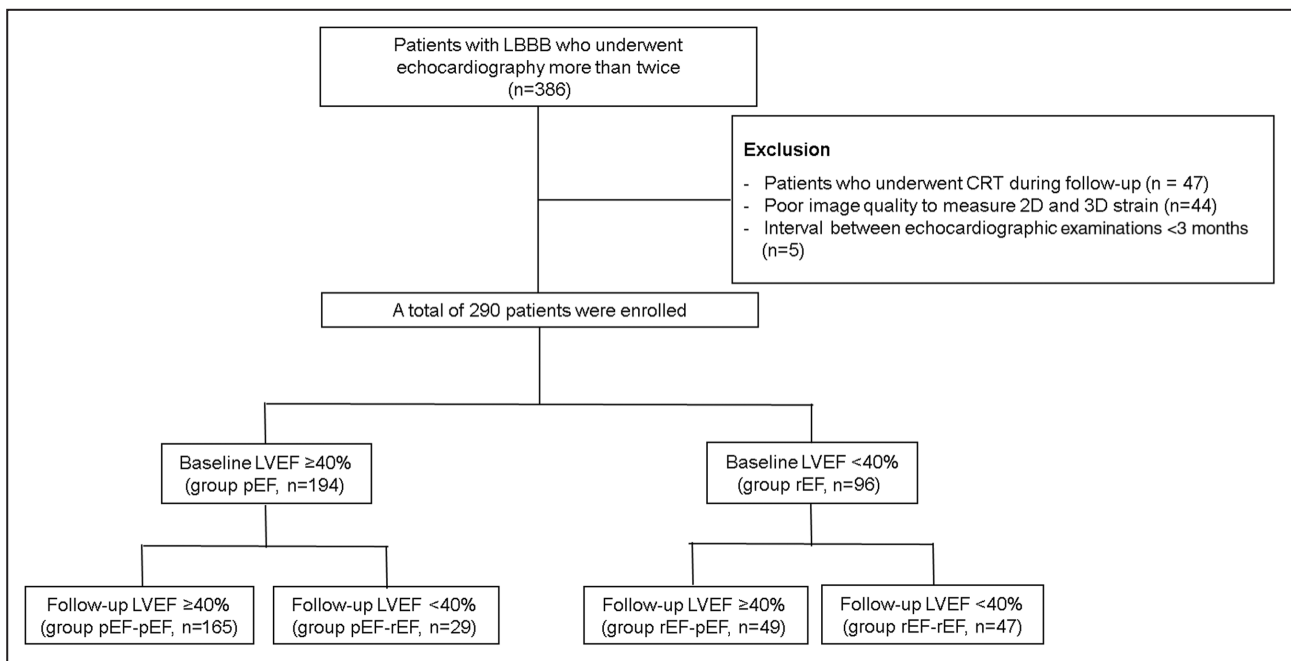 Patients with LBBB who underwent
echocardiography more than twice
(n=386)
Exclusion
- Patients who underwent CRT during follow-up (n = 47)
- Poor image quality to measure 2D and 3D strain (n=44)
- Interval between echocardiographic examinations <3 months
(n=5)
A total of 290 patients were enrolled
Baseline LVEF ≥40%
(group pEF, n=194)
Baseline LVEF <40%
(group rEF, n=96)
Follow-up LVEF ≥40%
(group pEF-pEF, n=165)
Follow-up LVEF <40%
(group pEF-rEF, n=29)
Follow-up LVEF ≥40%
(group rEF-pEF, n=49)
Follow-up LVEF <40%
(group rEF-rEF, n=47)